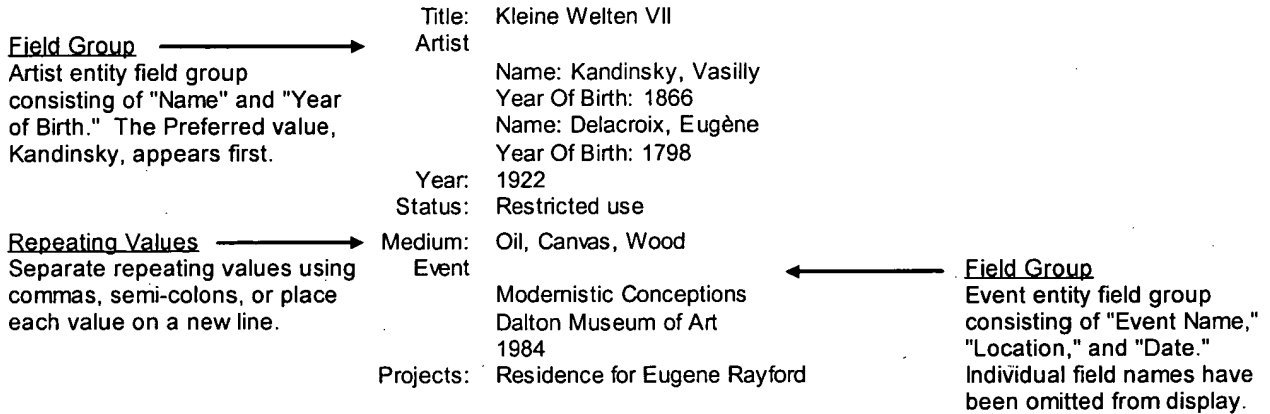 Title: Kleine Welten VII
Field Group
Artist
Artist entity field group
consisting of "Name" and "Year
of Birth." The Preferred value,
Kandinsky, appears first.
Name: Kandinsky, Vasilly
Year Of Birth: 1866
Name: Delacroix, Eugène
Year Of Birth: 1798
Year: 1922
Status: Restricted use
Repeating Values
Separate repeating values using
commas, semi-colons, or place
each value on a new line.
Medium: Oil, Canvas, Wood
Event
Modernistic Conceptions
Dalton Museum of Art
1984
Projects: Residence for Eugene Rayford
Field Group
Event entity field group
consisting of "Event Name,"
"Location," and "Date."
Individual field names have
been omitted from display.